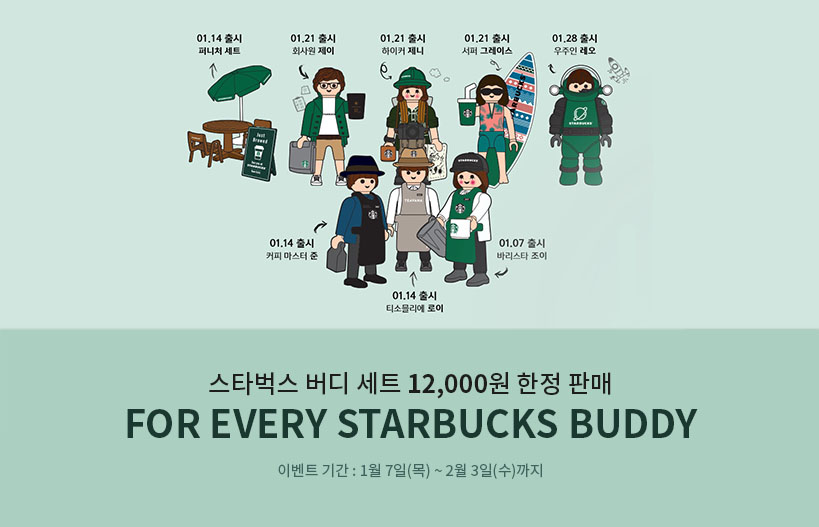 01.14 출시
퍼니처 세트
01.21 출시
회사원 제이
01.21 출시
하이커 제니
01.21 출시
서퍼 그레이스
01.28 출시
우주인 레오
STARBUCKS
Just
Brewed
STARBUCKS
TEAVANA
STARBUCKS
01.14 출시
커피 마스터 준
01.07 출시
바리스타 조이
01.14 출시
티소믈리에 로이
스타벅스 버디 세트 12,000원 한정 판매
FOR EVERY STARBUCKS BUDDY
이벤트 기간 : 1월 7일(목) ~ 2월 3일(수)까지